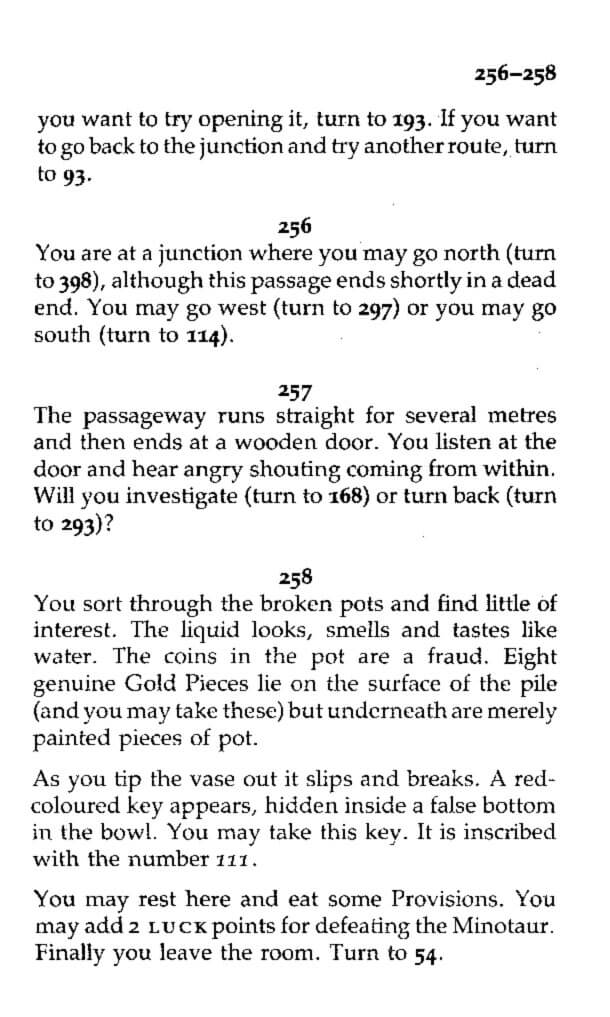 256–258
you want to try opening it, turn to 193. If you want
to go back to the junction and try another route, turn
to 93.
256
You are at a junction where you may go north (turn
to 398), although this passage ends shortly in a dead
end. You may go west (turn to 297) or you may go
south (turn to 114).
257
The passageway runs straight for several metres
and then ends at a wooden door. You listen at the
door and hear angry shouting coming from within.
Will you investigate (turn to 168) or turn back (turn
to 293)?
258
You sort through the broken pots and find little of
interest. The liquid looks, smells and tastes like
water. The coins in the pot are a fraud. Eight
genuine Gold Pieces lie on the surface of the pile
(and you may take these) but underneath are merely
painted pieces of pot.
As you tip the vase out it slips and breaks. A red-
coloured key appears, hidden inside a false bottom
in the bowl. You may take this key. It is inscribed
with the number 111.
You may rest here and eat some Provisions. You
may add 2 LUCK points for defeating the Minotaur.
Finally you leave the room. Turn to 54.